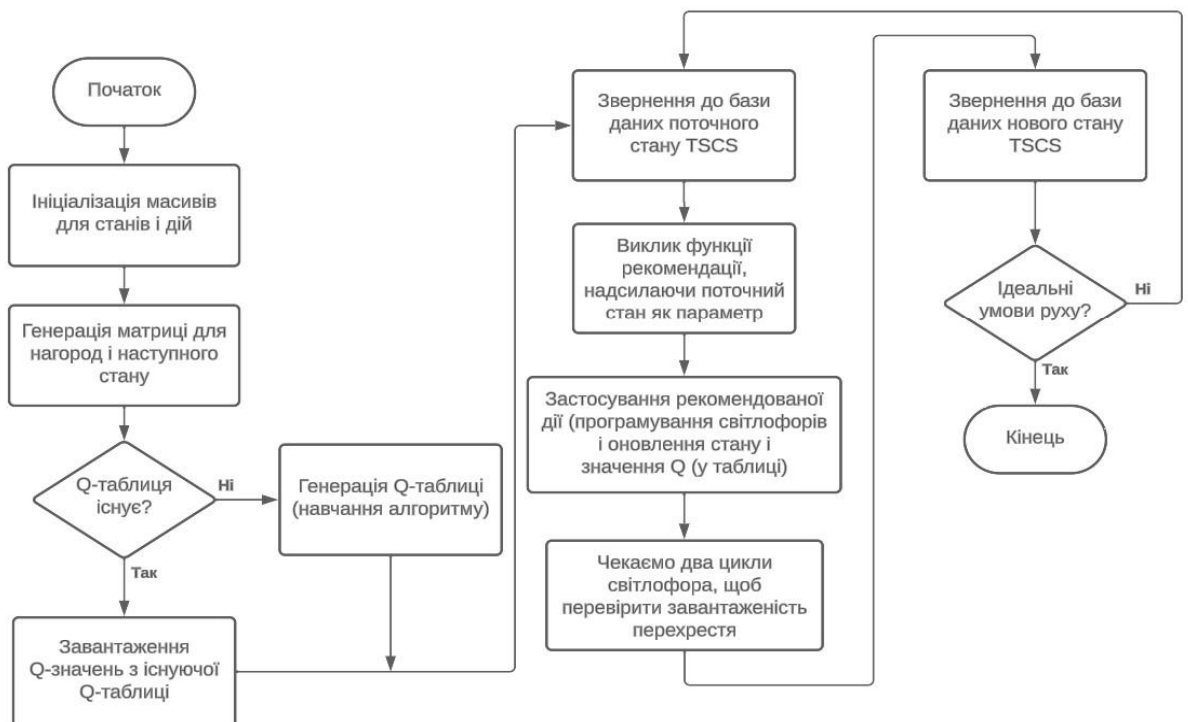 Початок
Ініціалізація масивів
для станів і дій
Генерація матриці для
нагород і наступного
стану
Q-таблиця
існує?
Ні
Генерація Q-таблиці
(навчання алгоритму)
Так
Завантаження
Q-значень з існуючої
Q-таблиці
Звернення до бази
даних поточного
стану TSCS
Виклик функції
рекомендації,
надсилаючи поточний
стан як параметр
Застосування рекомендованої
дії (програмування світлофорів
і оновлення стану і
значення Q (у таблиці)
Чекаємо два цикли
світлофора, щоб
перевірити завантаженість
перехрестя
Звернення до бази
даних нового стану
TSCS
Ідеальні
умови руху?
Ні
Так
Кінець